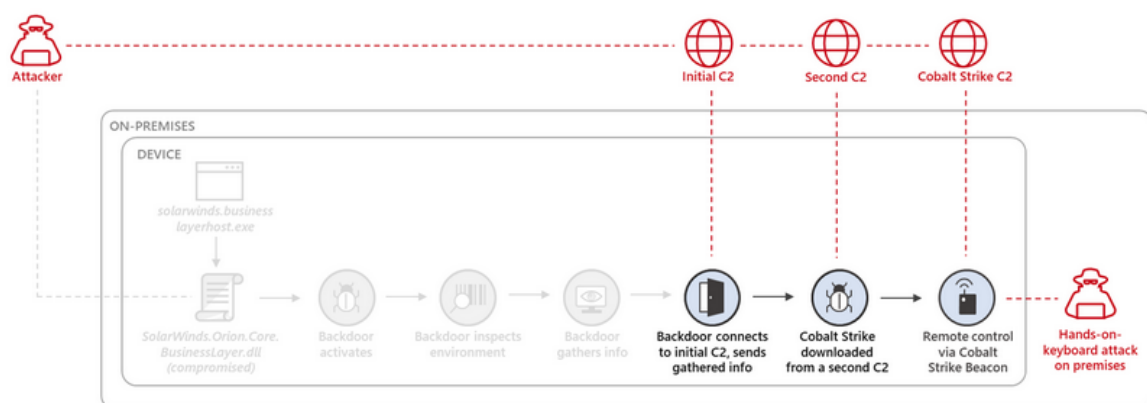 Attacker
Initial C2
Second C2
Cobalt Strike C2
ON-PREMISES
DEVICE
solarwinds.business
layerhost.exe
SolarWinds.Orion.Core.
BusinessLayer.dll
(compromised)
Backdoor
activates
Backdoor inspects
environment
Backdoor
gathers info
Backdoor connects
to initial C2, sends
gathered info
Cobalt Strike
downloaded
from a second C2
Remote control
via Cobalt
Strike Beacon
Hands-on-
keyboard attack
on premises